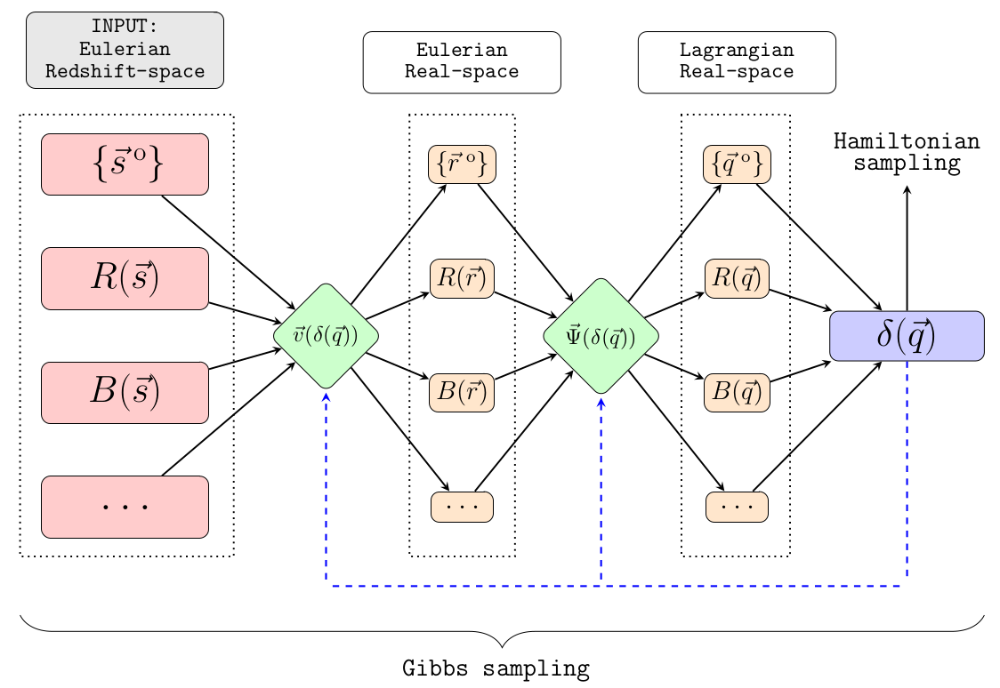 INPUT:
Eulerian
Redshift-space
Eulerian
Real-space
Lagrangian
Real-space
{s⃗ º}
R(s⃗)
B(s⃗)
···
v⃗(δ(q⃗))
{r⃗ º}
R(r⃗)
B(r⃗)
···
Ψ⃗(δ(q⃗))
{q⃗ º}
R(q⃗)
B(q⃗)
···
Hamiltonian
sampling
δ(q⃗)
Gibbs sampling